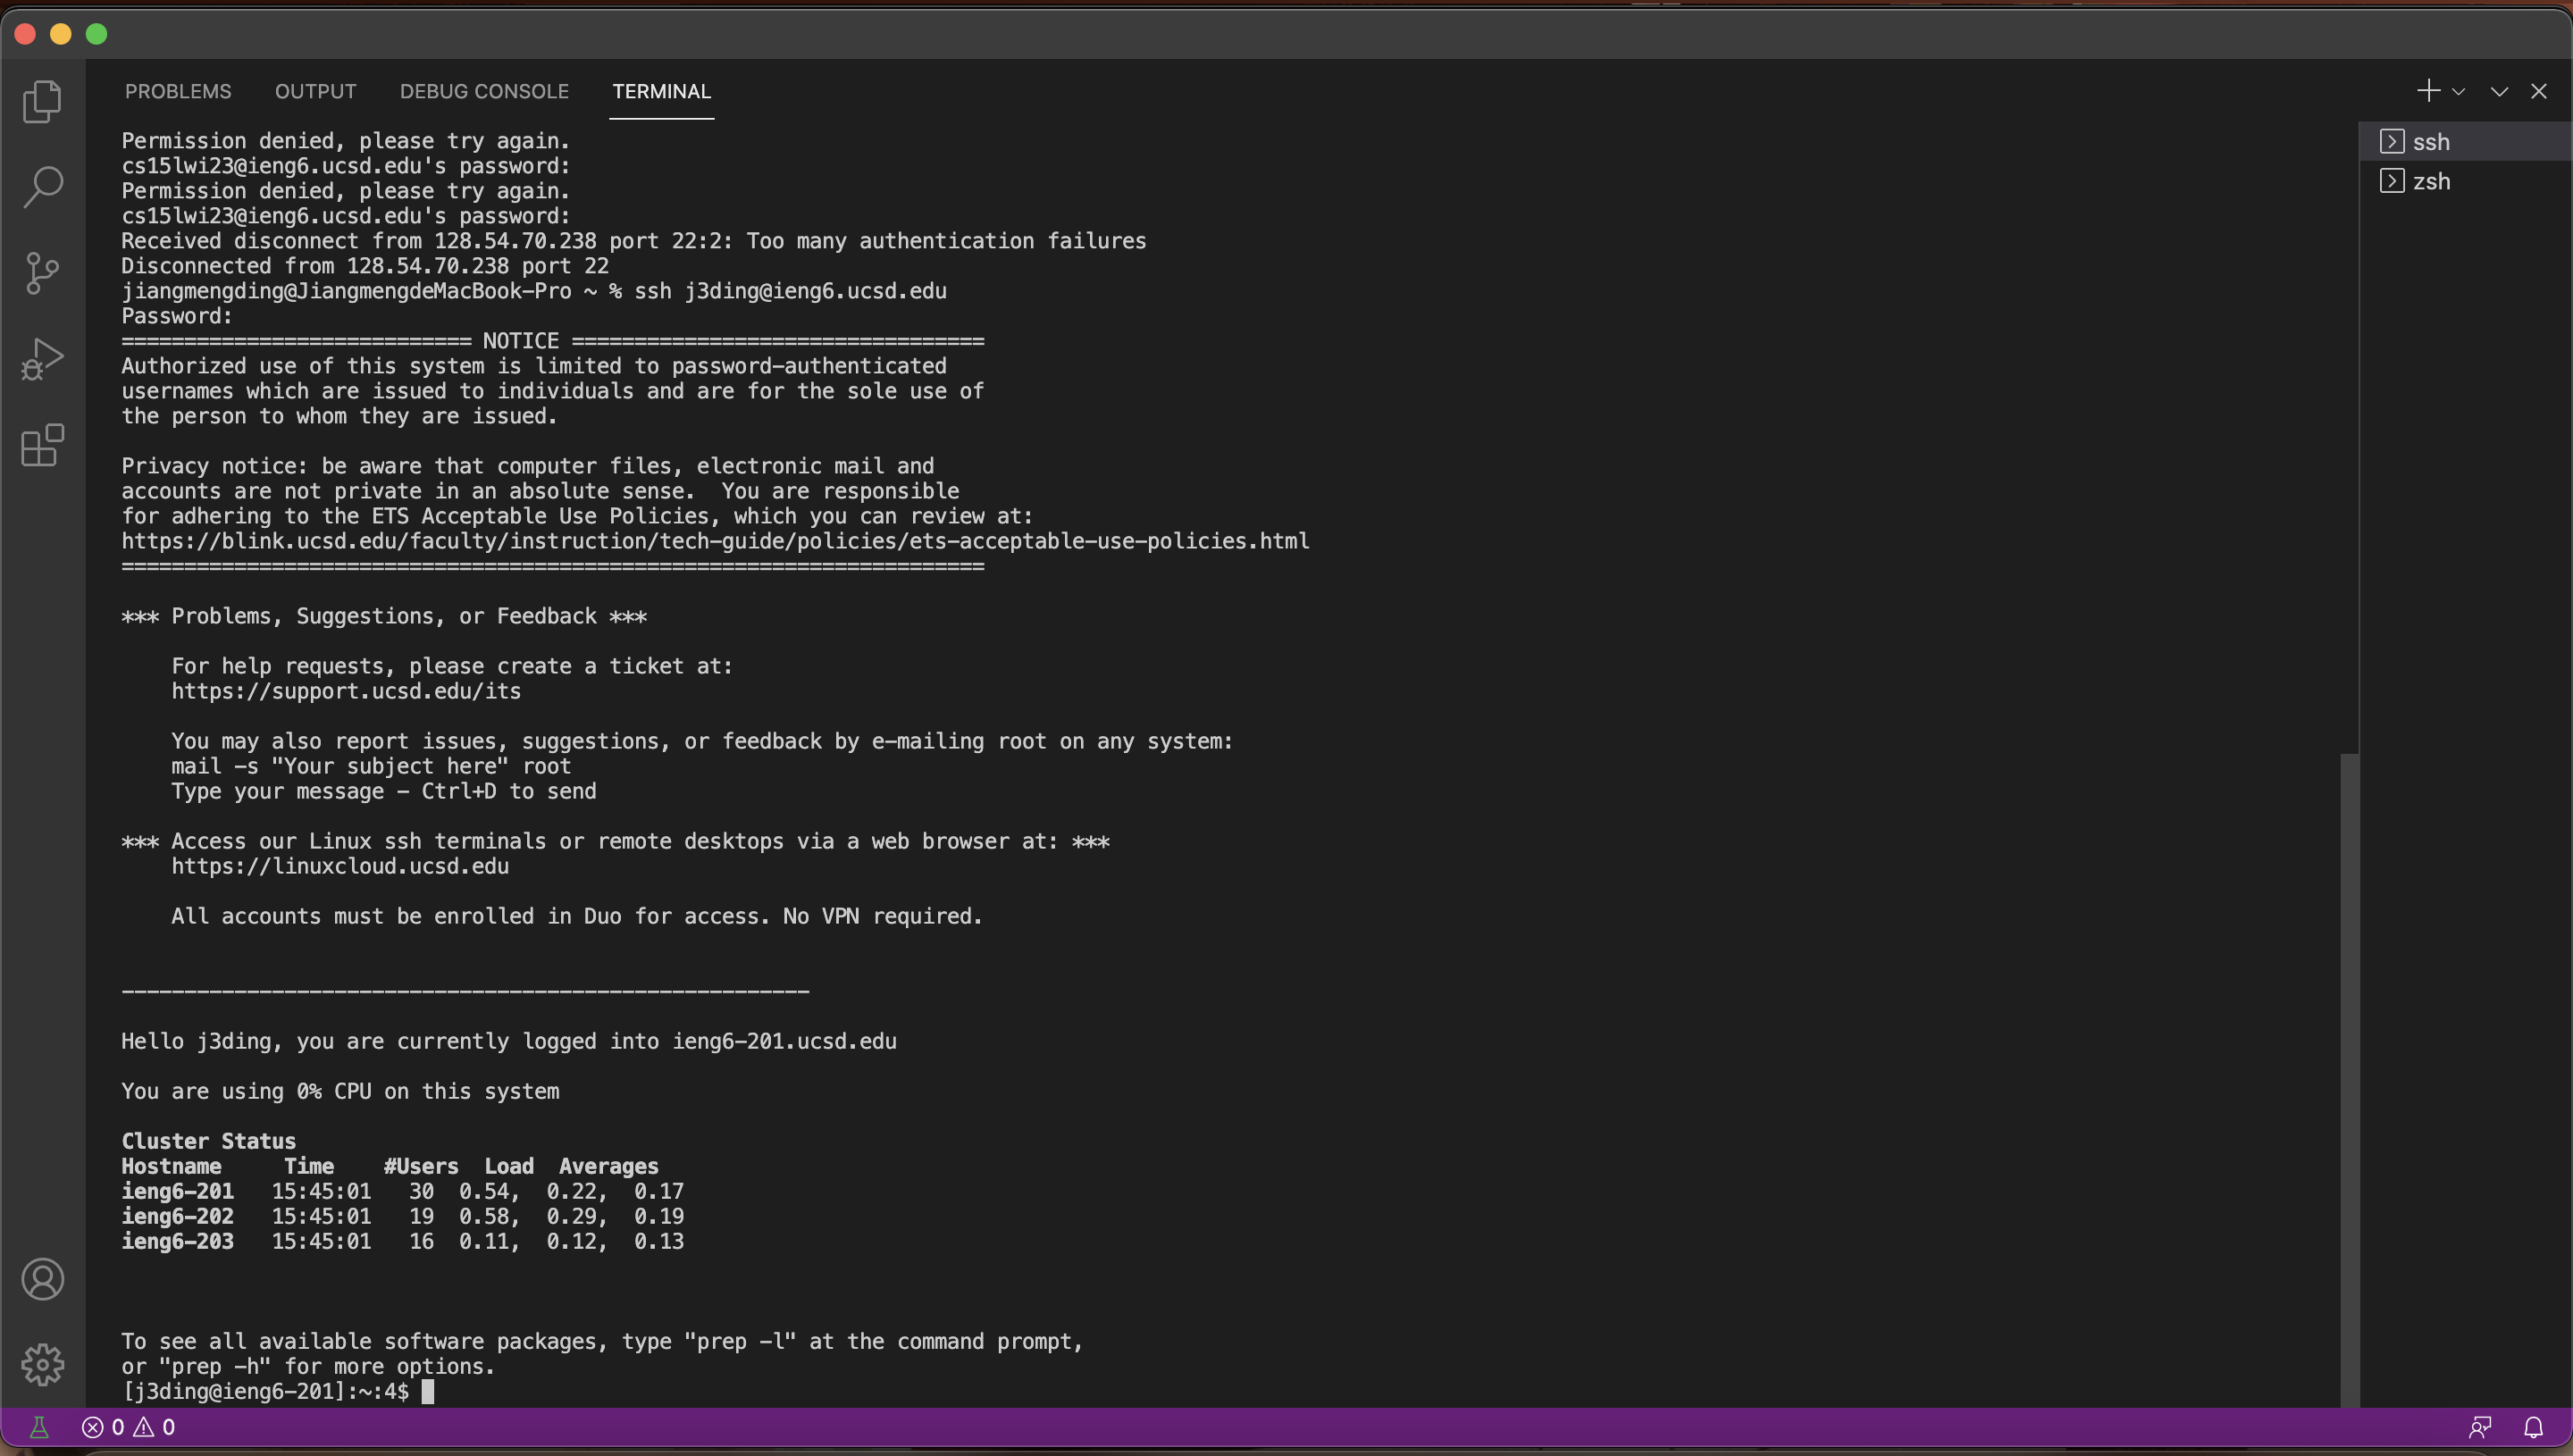 PROBLEMS OUTPUT DEBUG CONSOLE TERMINAL
ssh
zsh
Permission denied, please try again.
cs15lwi23@ieng6.ucsd.edu's password:
Permission denied, please try again.
cs15lwi23@ieng6.ucsd.edu's password:
Received disconnect from 128.54.70.238 port 22:2: Too many authentication failures
Disconnected from 128.54.70.238 port 22
jiangmengding@JiangmengdeMacBook-Pro ~ % ssh j3ding@ieng6.ucsd.edu
Password:
============================ NOTICE =================================
Authorized use of this system is limited to password-authenticated
usernames which are issued to individuals and are for the sole use of
the person to whom they are issued.
Privacy notice: be aware that computer files, electronic mail and
accounts are not private in an absolute sense.  You are responsible
for adhering to the ETS Acceptable Use Policies, which you can review at:
https://blink.ucsd.edu/faculty/instruction/tech-guide/policies/ets-acceptable-use-policies.html
=====================================================================
*** Problems, Suggestions, or Feedback ***
For help requests, please create a ticket at:
https://support.ucsd.edu/its
You may also report issues, suggestions, or feedback by e-mailing root on any system:
mail -s "Your subject here" root
Type your message - Ctrl+D to send
*** Access our Linux ssh terminals or remote desktops via a web browser at: ***
https://linuxcloud.ucsd.edu
All accounts must be enrolled in Duo for access. No VPN required.
-------------------------------------------------------
Hello j3ding, you are currently logged into ieng6-201.ucsd.edu
You are using 0% CPU on this system
Cluster Status
Hostname     Time    #Users  Load  Averages
ieng6-201   15:45:01   30  0.54,  0.22,  0.17
ieng6-202   15:45:01   19  0.58,  0.29,  0.19
ieng6-203   15:45:01   16  0.11,  0.12,  0.13
To see all available software packages, type "prep -l" at the command prompt,
or "prep -h" for more options.
[j3ding@ieng6-201]:~:4$
0 0